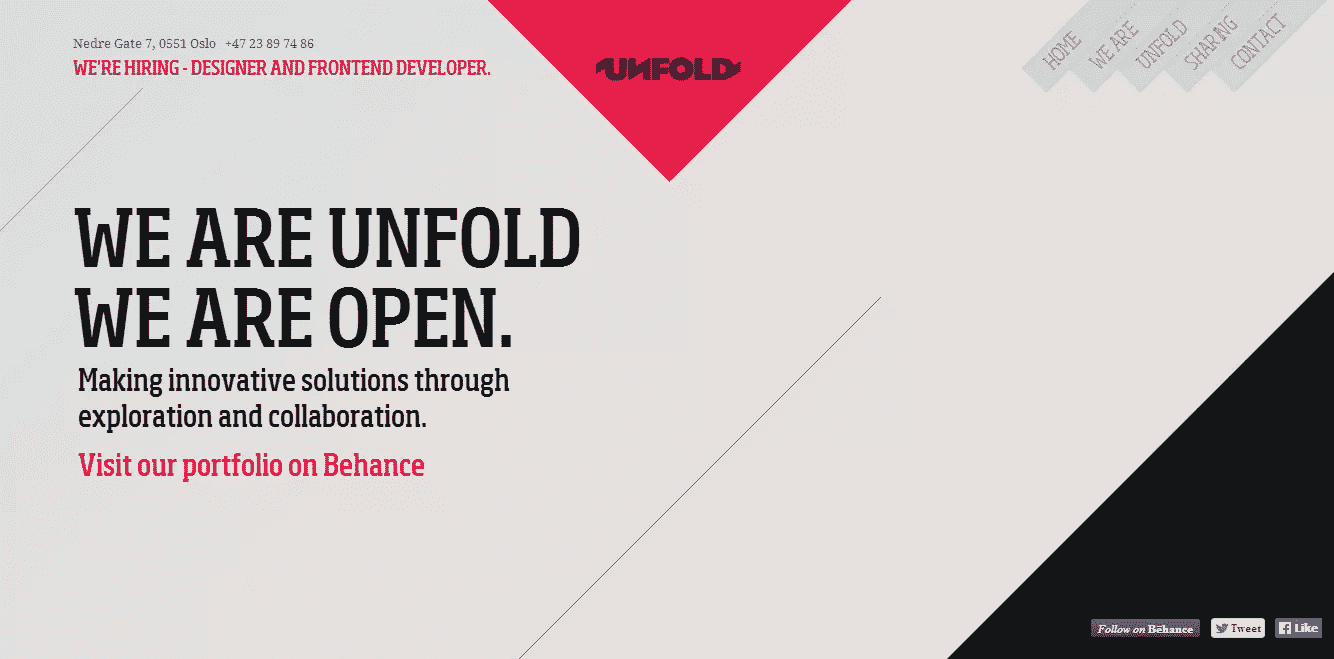 Nedre Gate 7, 0551 Oslo +47 23 89 74 86
WE'RE HIRING - DESIGNER AND FRONTEND DEVELOPER.
UNFOLD
HOME
WE ARE
UNFOLD
SHARING
CONTACT
WE ARE UNFOLD
WE ARE OPEN.
Making innovative solutions through
exploration and collaboration.
Visit our portfolio on Behance
Follow on Bēhance
Tweet
Like